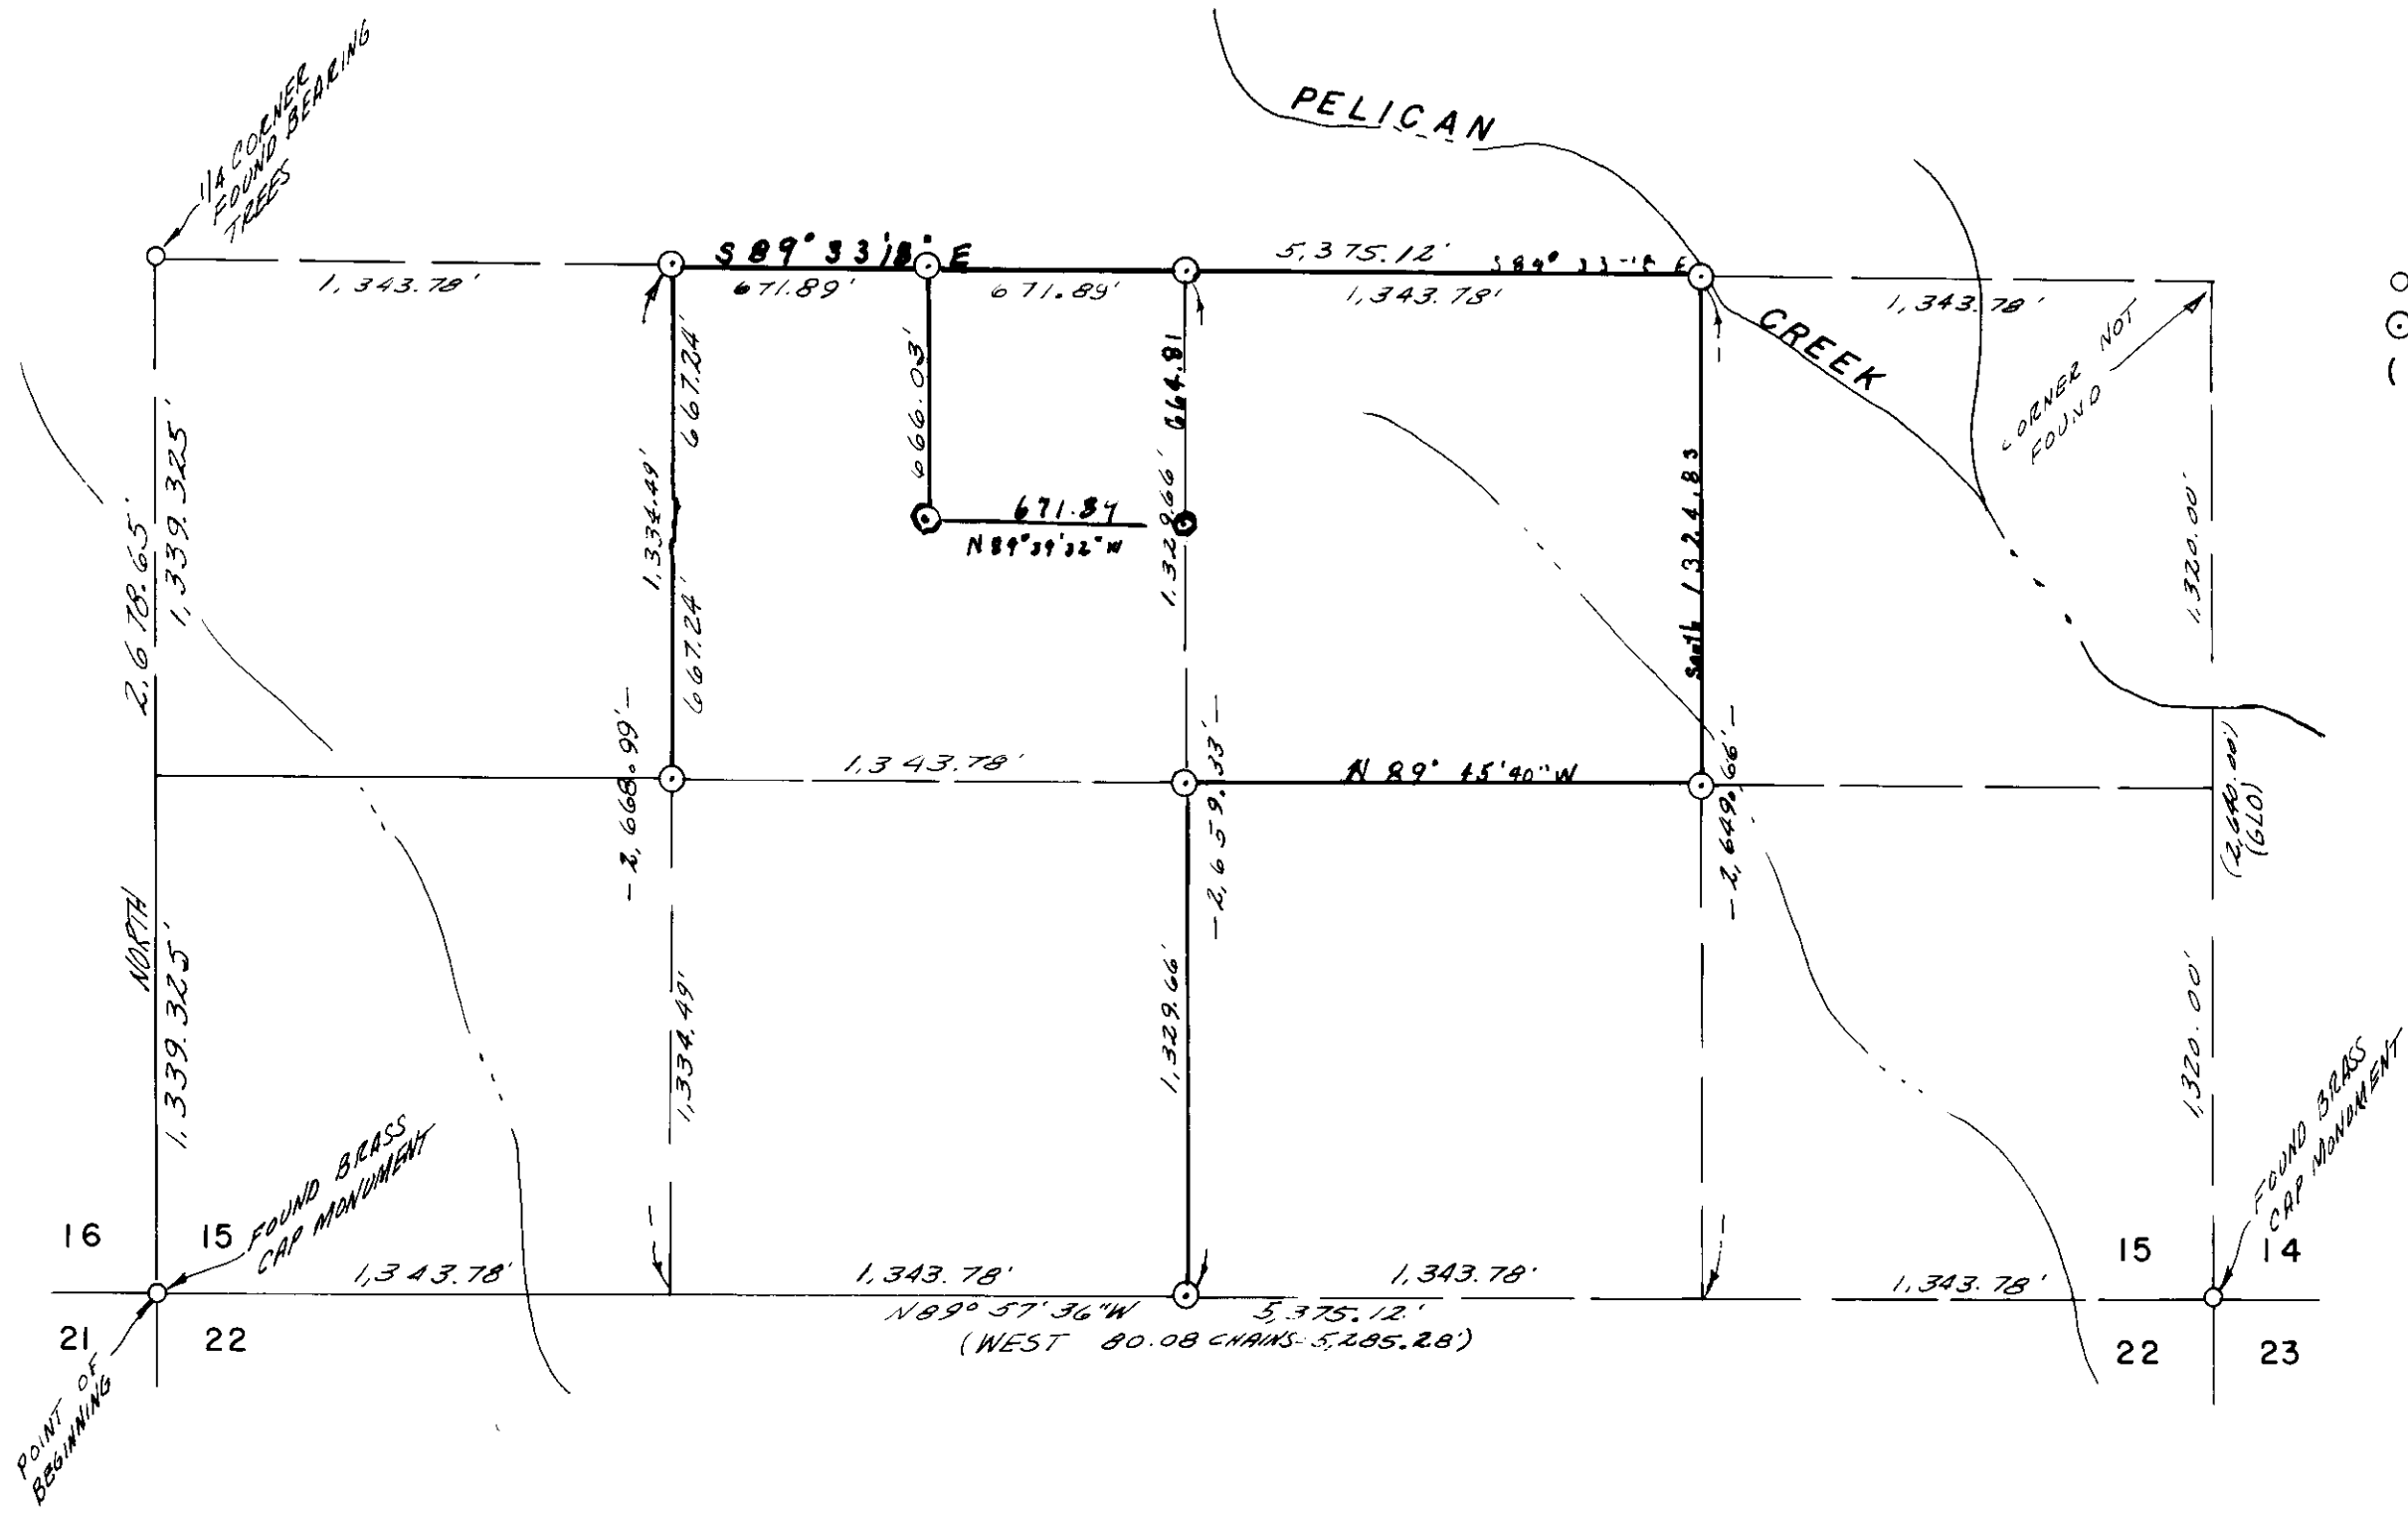 1/4 CORNER
FOUND BEARING
TREES
PELICAN
CREEK
S 89° 33' 18" E
5,375.12'
S 89° 33
E
1,343.78'
671.89'
671.89'
1,343.78'
1,343.78'
CORNER NOT
FOUND
2,678.65'
1,339.325'
1,334.49'
667.24'
667.24'
666.03'
664.81
1,329.66'
671.84
N 89° 39' 32" W
South 1324.83
1,320.00'
- 2,668.99' -
1,343.78'
- 2,659.33' -
N 89° 45' 40" W
- 2,649.66' -
(2,640.00')
(GLO)
NORTH
1,339.325'
1,334.49'
1,329.66'
1,320.00'
FOUND BRASS
CAP MONUMENT
FOUND BRASS
CAP MONUMENT
16
15
15
14
1,343.78'
1,343.78'
1,343.78'
1,343.78'
N 89° 57' 36" W
5,375.12'
(WEST 80.08 CHAINS - 5,285.28')
21
22
22
23
POINT OF
BEGINNING